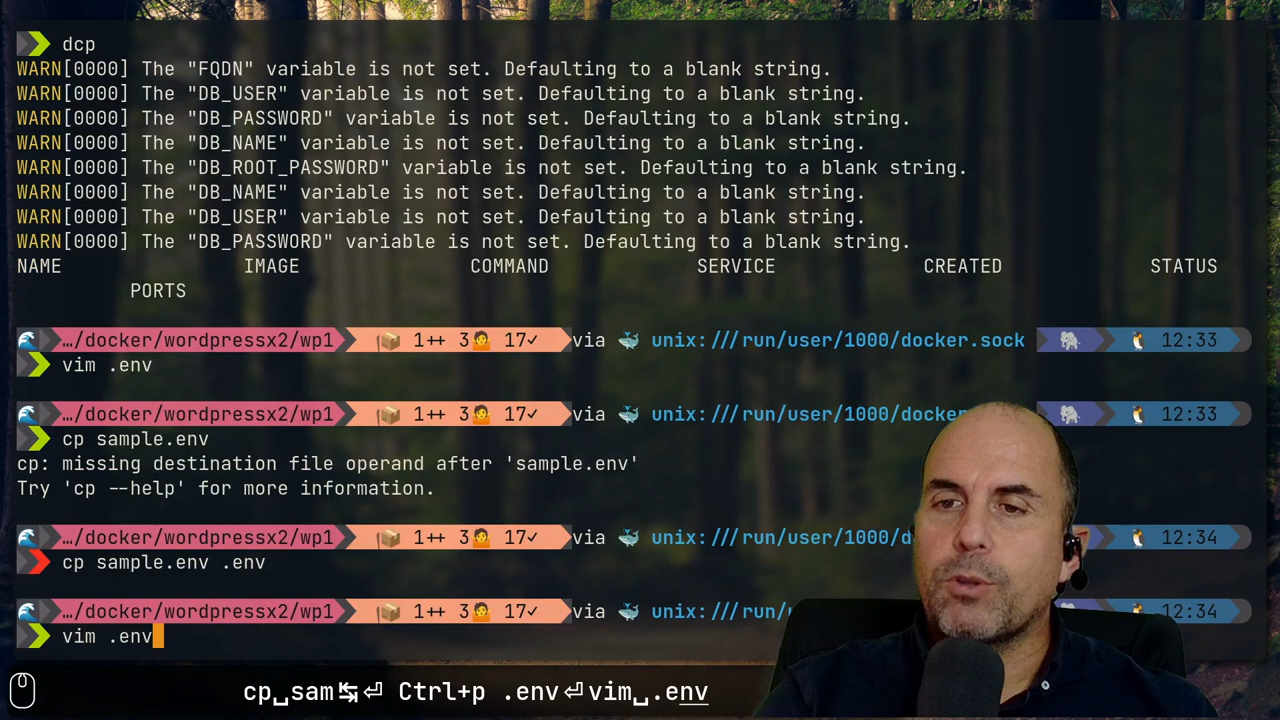 dcp
WARN[0000] The "FQDN" variable is not set. Defaulting to a blank string.
WARN[0000] The "DB_USER" variable is not set. Defaulting to a blank string.
WARN[0000] The "DB_PASSWORD" variable is not set. Defaulting to a blank string.
WARN[0000] The "DB_NAME" variable is not set. Defaulting to a blank string.
WARN[0000] The "DB_ROOT_PASSWORD" variable is not set. Defaulting to a blank string.
WARN[0000] The "DB_NAME" variable is not set. Defaulting to a blank string.
WARN[0000] The "DB_USER" variable is not set. Defaulting to a blank string.
WARN[0000] The "DB_PASSWORD" variable is not set. Defaulting to a blank string.
NAME IMAGE COMMAND SERVICE CREATED STATUS
PORTS
🌊 …/docker/wordpressx2/wp1 📦 1++ 3🤷 17✓ via 🐳 unix:///run/user/1000/docker.sock 🐘 🐧 12:33
vim .env
🌊 …/docker/wordpressx2/wp1 📦 1++ 3🤷 17✓ via 🐳 unix:///run/user/1000/docker 🐘 🐧 12:33
cp sample.env
cp: missing destination file operand after 'sample.env'
Try 'cp --help' for more information.
🌊 …/docker/wordpressx2/wp1 📦 1++ 3🤷 17✓ via 🐳 unix:///run/user/1000/d 🐧 12:34
cp sample.env .env
🌊 …/docker/wordpressx2/wp1 📦 1++ 3🤷 17✓ via 🐳 unix:///run/u 🐧 12:34
vim .env
cp␣sam↹⏎ Ctrl+p .env⏎vim␣.env